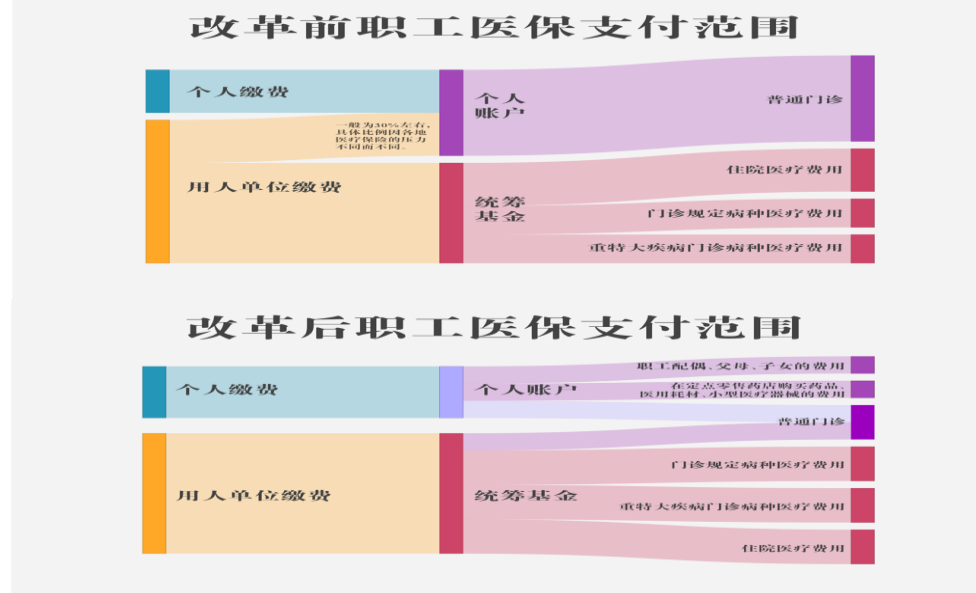 改革前职工医保支付范围
个人缴费
一般为30%左右,
具体比例因各地
医疗保险的压力
不同而不同。
用人单位缴费
个人
账户
统筹
基金
普通门诊
住院医疗费用
门诊规定病种医疗费用
重特大疾病门诊病种医疗费用
改革后职工医保支付范围
个人缴费
用人单位缴费
个人账户
统筹基金
职工配偶、父母、子女的费用
在定点零售药店购买药品、
医用耗材、小型医疗器械的费用
普通门诊
门诊规定病种医疗费用
重特大疾病门诊病种医疗费用
住院医疗费用